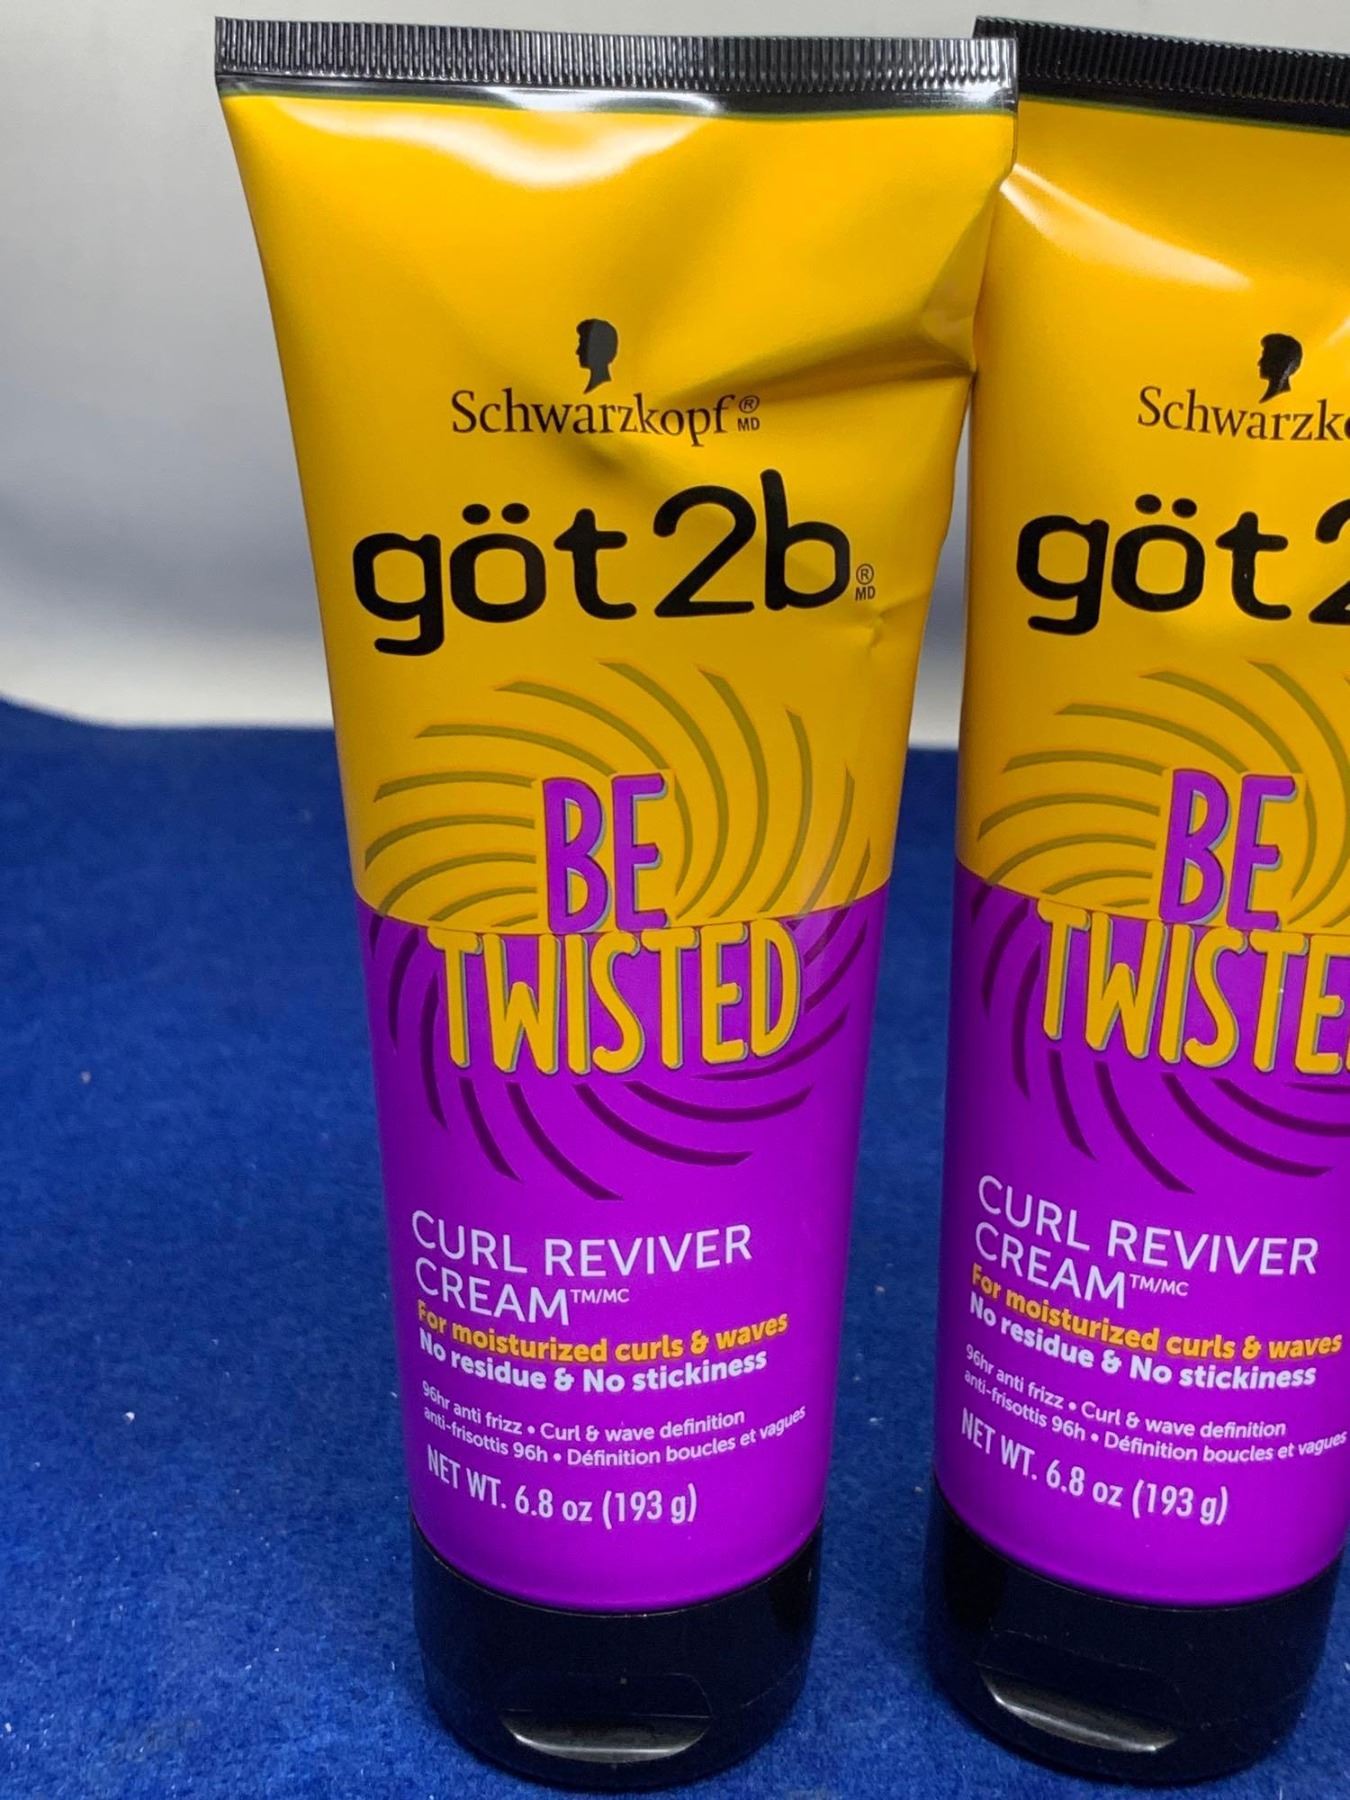 Schwarzkopf®
MD
göt2b®
MD
BE
TWISTED
CURL REVIVER
CREAM™/MC
For moisturized curls & waves
No residue & No stickiness
96hr anti frizz • Curl & wave definition
anti-frisottis 96h • Définition boucles et vagues
NET WT. 6.8 oz (193 g)
Schwarzk
göt2
BE
TWISTE
CURL REVIVER
CREAM™/MC
For moisturized curls & waves
No residue & No stickiness
96hr anti frizz • Curl & wave definition
anti-frisottis 96h • Définition boucles et vagues
NET WT. 6.8 oz (193 g)